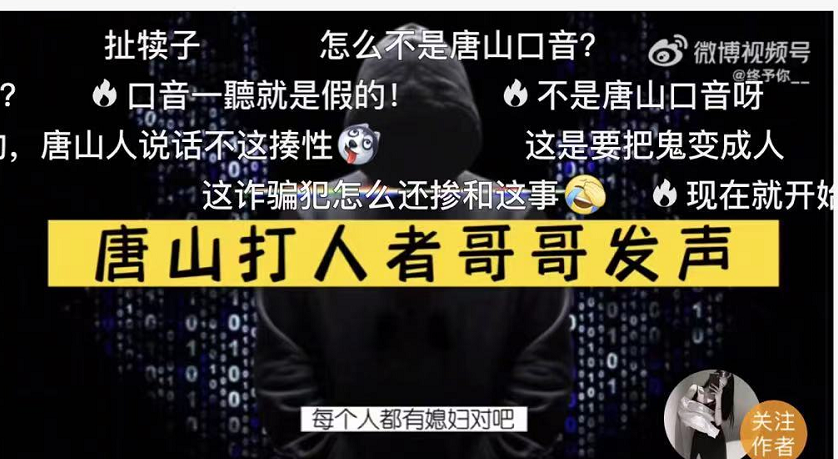 扯犊子 怎么不是唐山口音？ 微博视频号
@终予你__
？ 口音一聽就是假的！ 不是唐山口音呀
，唐山人说话不这揍性 这是要把鬼变成人
这诈骗犯怎么还掺和这事 现在就开始
唐山打人者哥哥发声
每个人都有媳妇对吧
关注
作者